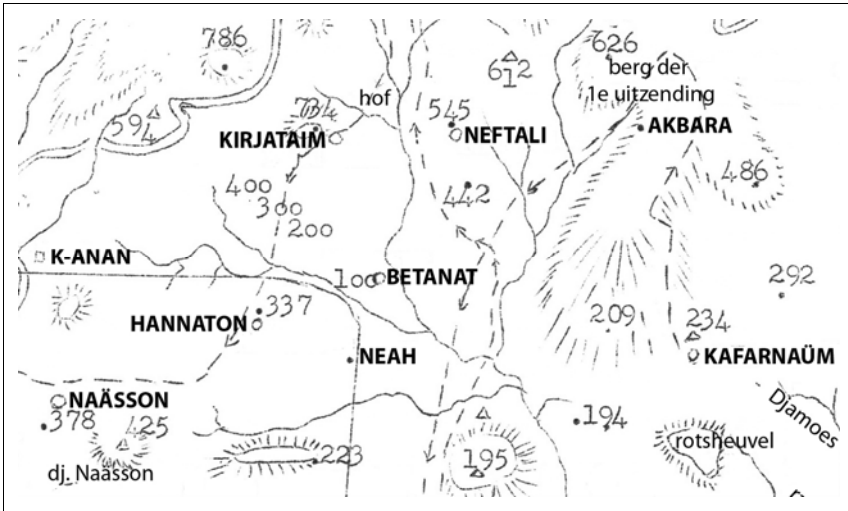 786
626
612
berg der
1e uitzending
hof
594
734
545
KIRJATAIM
NEFTALI
AKBARA
486
442
400
300
200
K-ANAN
100
BETANAT
292
337
HANNATON
209
234
NEAH
KAFARNAÜM
NAÄSSON
378
425
194
Djamoes
rotsheuvel
223
195
dj. Naässon